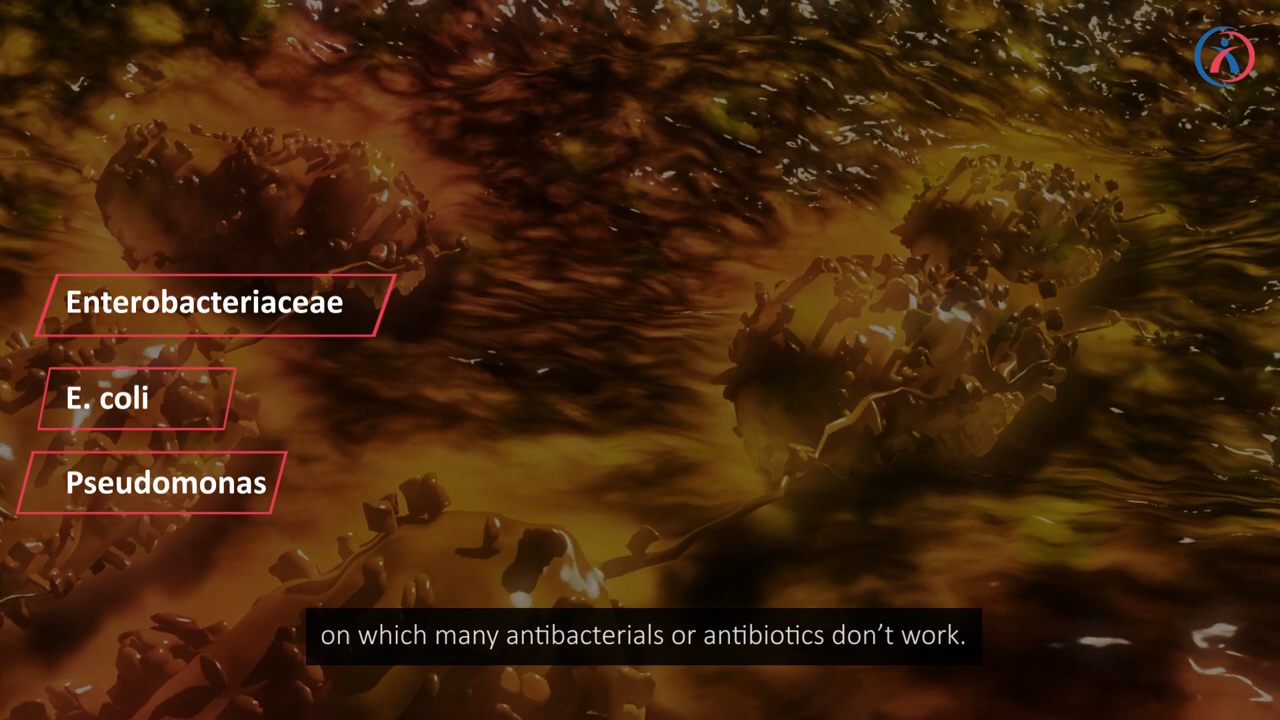 Enterobacteriaceae
E. coli
Pseudomonas
on which many antibacterials or antibiotics don’t work.